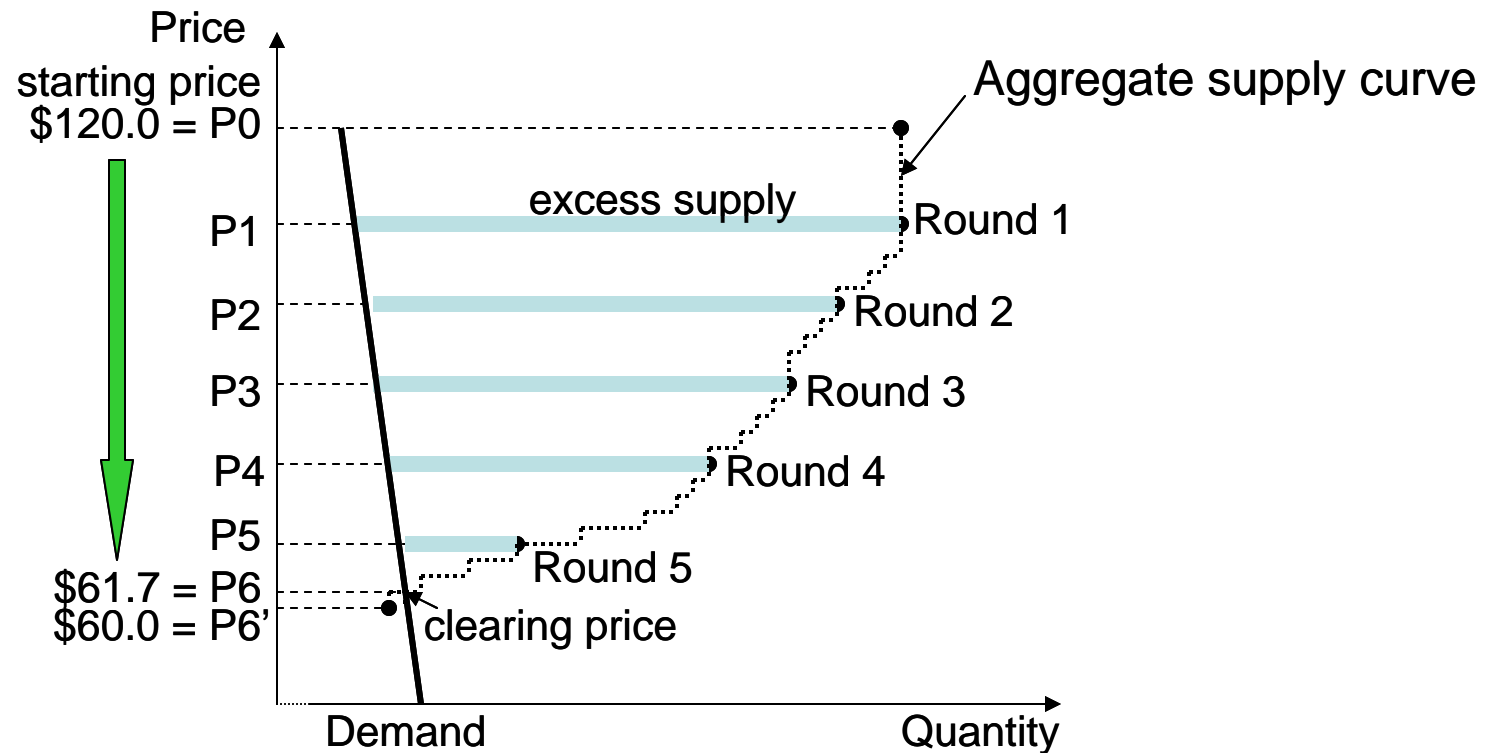 Price
starting price
$120.0 = P0
Aggregate supply curve
excess supply
P1
Round 1
P2
Round 2
P3
Round 3
P4
Round 4
P5
Round 5
$61.7 = P6
$60.0 = P6’
clearing price
Demand
Quantity